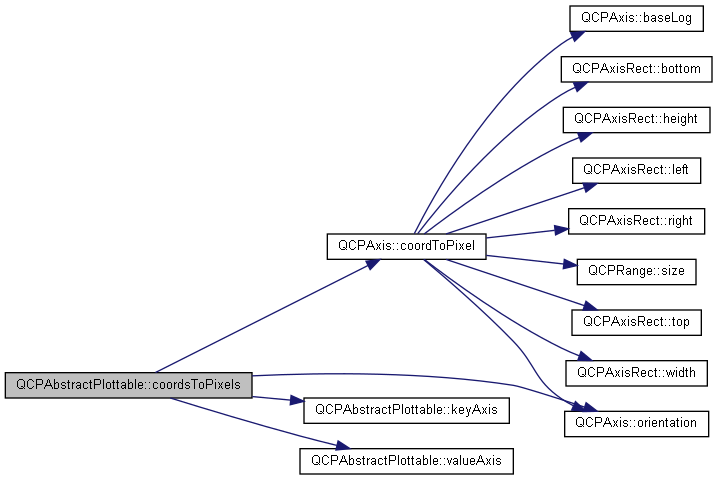 QCPAxis::baseLog
QCPAxisRect::bottom
QCPAxisRect::height
QCPAxisRect::left
QCPAxisRect::right
QCPAxis::coordToPixel
QCPRange::size
QCPAxisRect::top
QCPAxisRect::width
QCPAbstractPlottable::coordsToPixels
QCPAbstractPlottable::keyAxis
QCPAxis::orientation
QCPAbstractPlottable::valueAxis